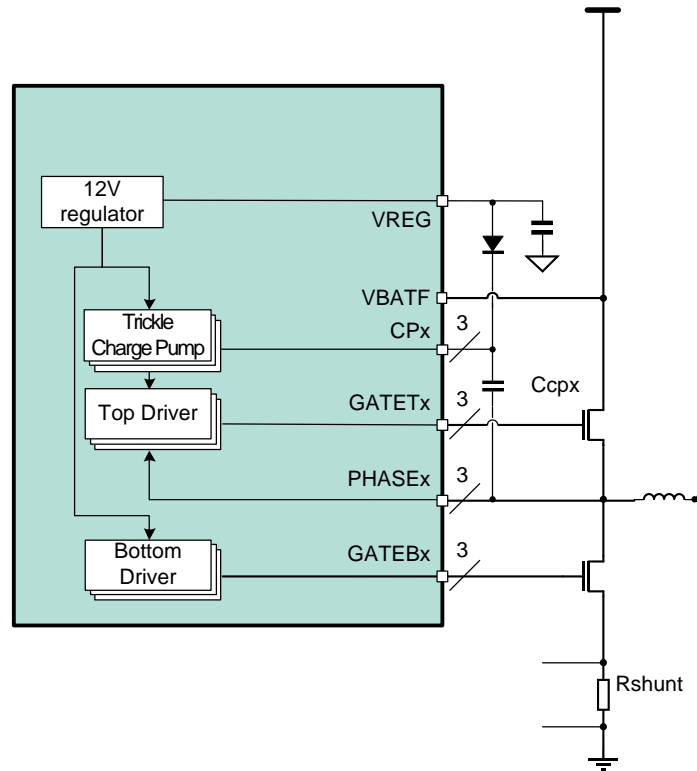 12V
regulator
VREG
VBATF
Trickle
Charge Pump
CPx
3
Ccpx
Top Driver
GATETx
3
PHASEx
3
Bottom
Driver
GATEBx
3
Rshunt